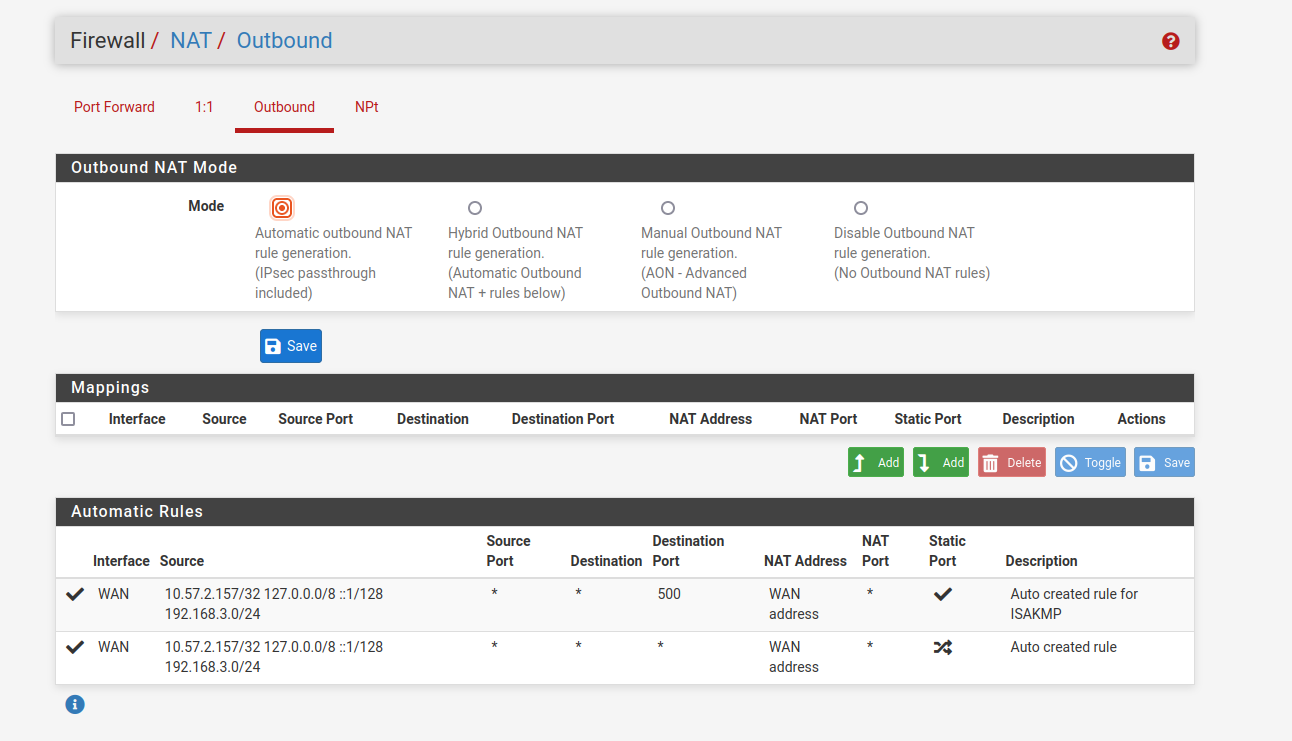 Firewall / NAT / Outbound
Port Forward 1:1 Outbound NPt
Outbound NAT Mode
Mode
Automatic outbound NAT
rule generation.
(IPsec passthrough
included)
Hybrid Outbound NAT
rule generation.
(Automatic Outbound
NAT + rules below)
Manual Outbound NAT
rule generation.
(AON - Advanced
Outbound NAT)
Disable Outbound NAT
rule generation.
(No Outbound NAT rules)
Save
Mappings
Interface Source Source Port Destination Destination Port NAT Address NAT Port Static Port Description Actions
Add Add Delete Toggle Save
Automatic Rules
Interface Source Source Port Destination Destination Port NAT Address NAT Port Static Port Description
WAN 10.57.2.157/32 127.0.0.0/8 ::1/128 * * 500 WAN * Auto created rule for
192.168.3.0/24 address ISAKMP
WAN 10.57.2.157/32 127.0.0.0/8 ::1/128 * * * WAN * Auto created rule
192.168.3.0/24 address